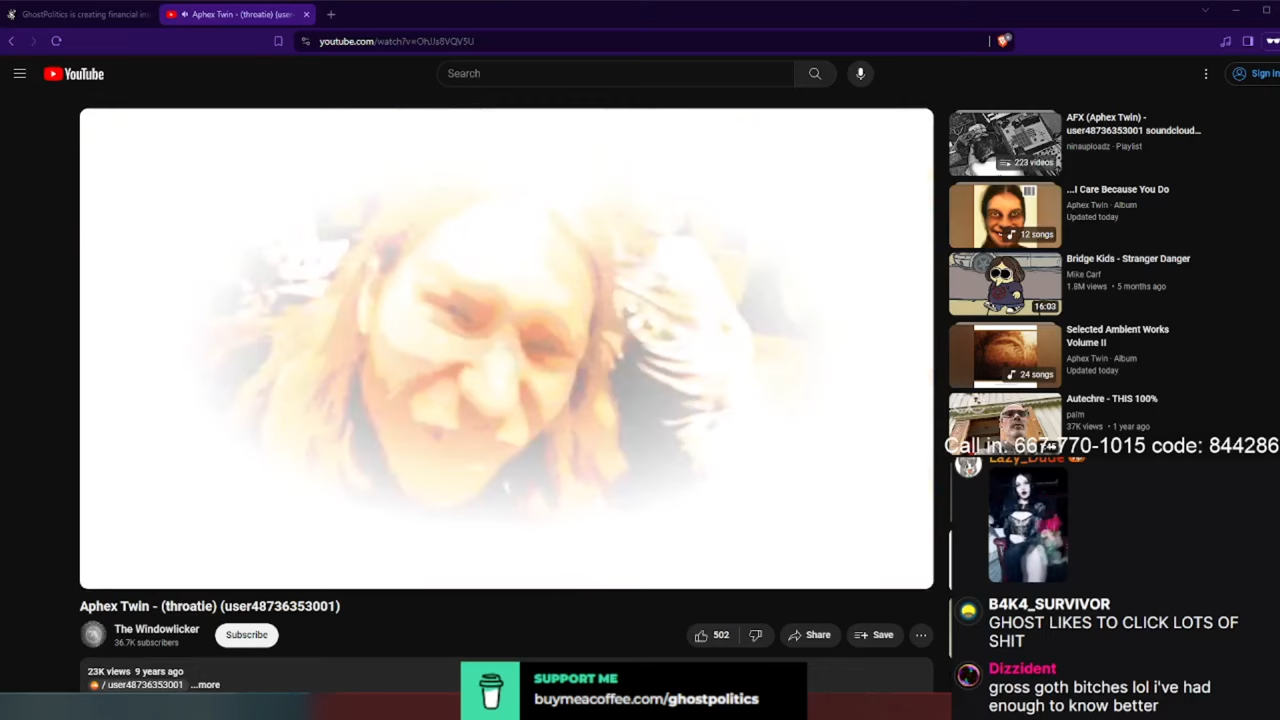 GhostPolitics is creating financial in
Aphex Twin - (throatie) (user
youtube.com/watch?v=OhJJs8VQV5U
YouTube
Search
Sign in
AFX (Aphex Twin) -
user48736353001 soundcloud...
ninauploadz · Playlist
223 videos
...I Care Because You Do
Aphex Twin · Album
Updated today
12 songs
Bridge Kids - Stranger Danger
Mike Carf
1.8M views • 5 months ago
16:03
Selected Ambient Works
Volume II
Aphex Twin · Album
Updated today
24 songs
Autechre - THIS 100%
palm
37K views • 1 year ago
Call in: 667-770-1015 code: 844286
Lazy_Dude
B4K4_SURVIVOR
GHOST LIKES TO CLICK LOTS OF
SHIT
Dizzident
gross goth bitches lol i've had
enough to know better
Aphex Twin - (throatie) (user48736353001)
The Windowlicker
36.7K subscribers
Subscribe
502
Share
Save
23K views 9 years ago
/ user48736353001 ...more
SUPPORT ME
buymeacoffee.com/ghostpolitics